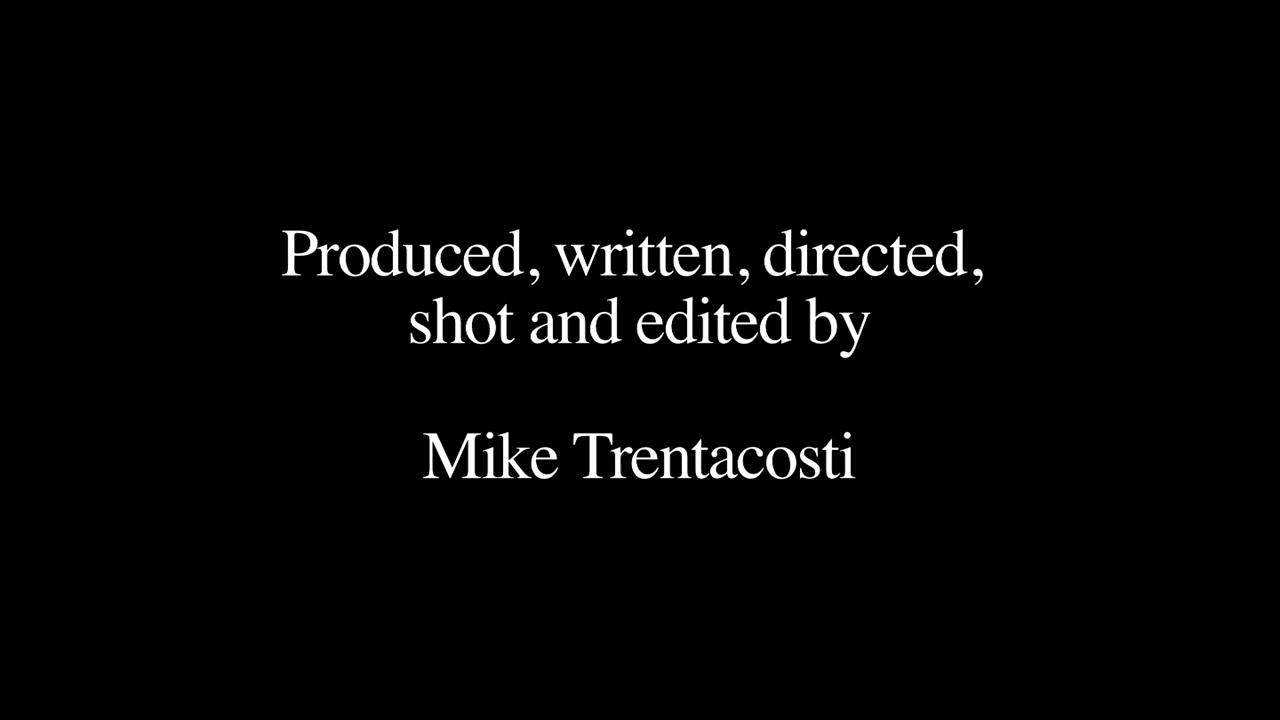 Produced, written, directed,
shot and edited by
Mike Trentacosti